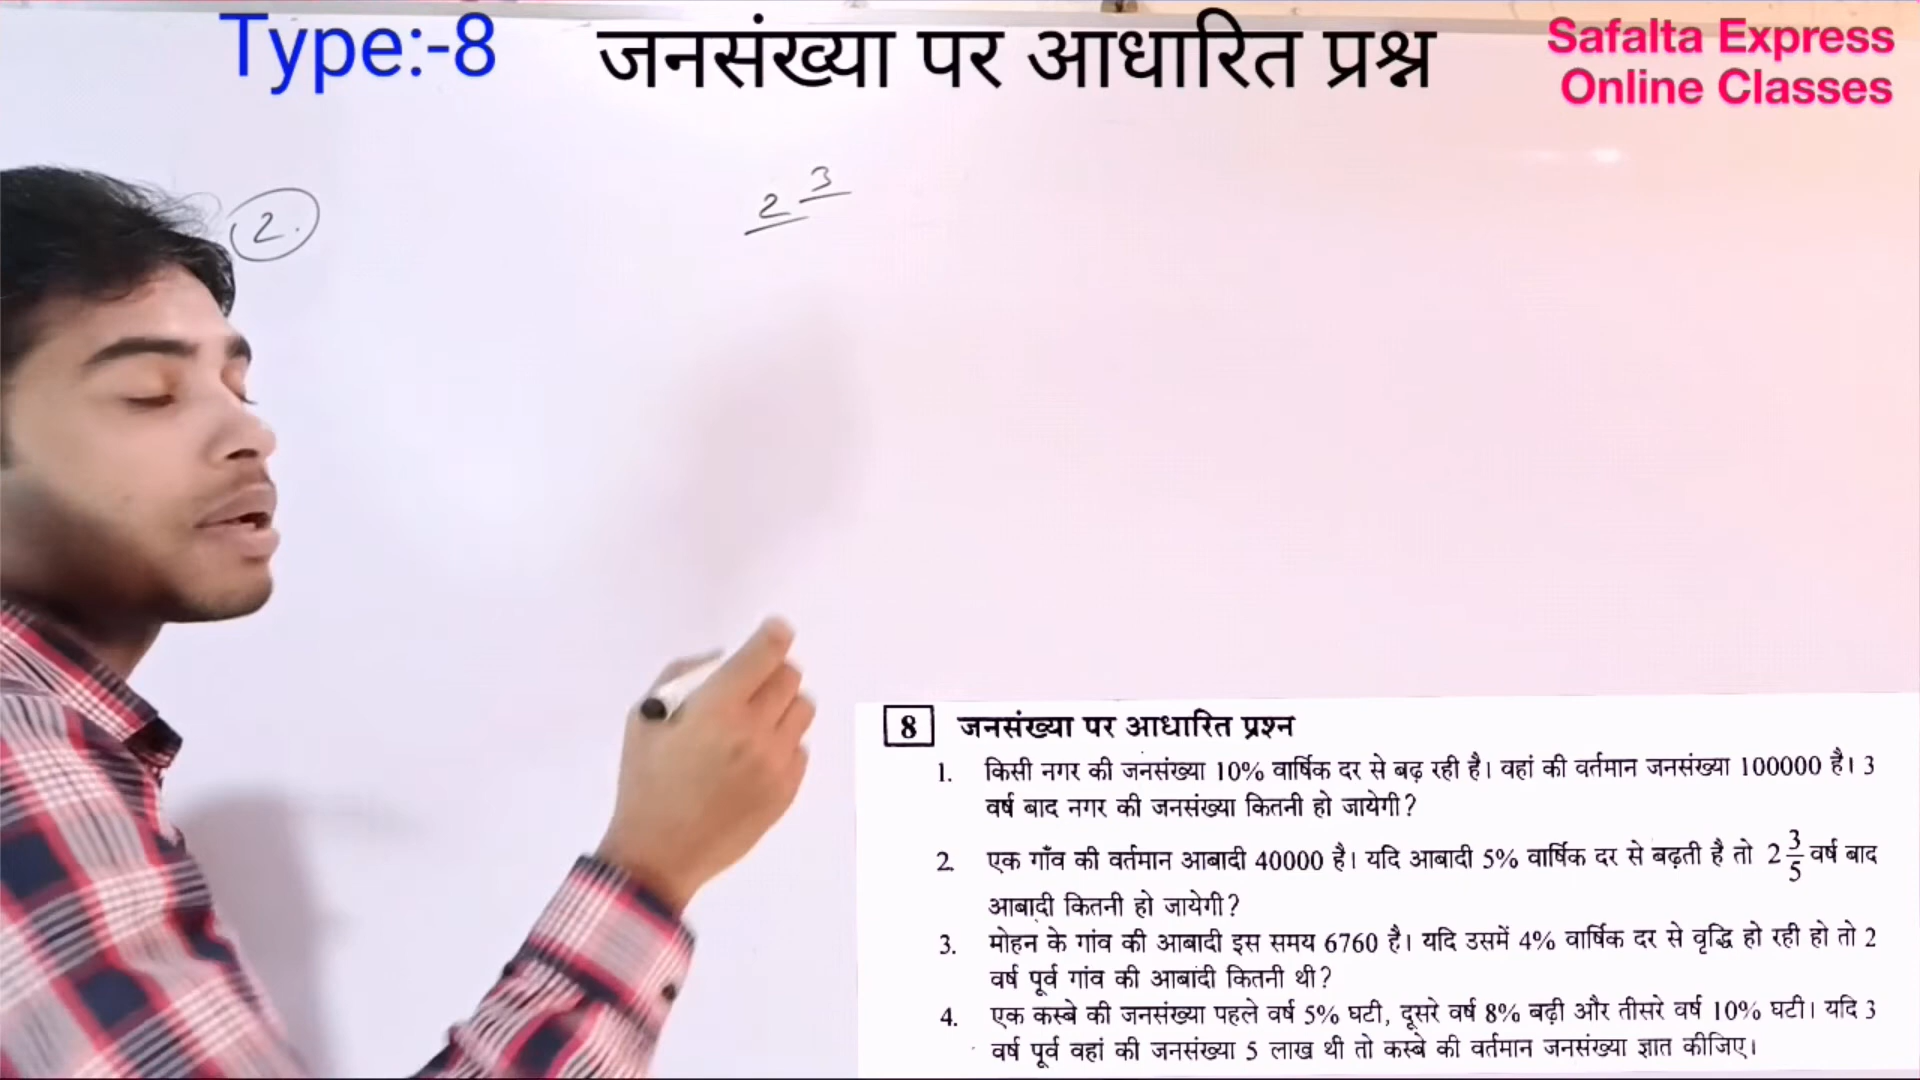 Type:-8 जनसंख्या पर आधारित प्रश्न
Safalta Express
Online Classes
2.
2 3
8 जनसंख्या पर आधारित प्रश्न
1. किसी नगर की जनसंख्या 10% वार्षिक दर से बढ़ रही है। वहां की वर्तमान जनसंख्या 100000 है। 3
वर्ष बाद नगर की जनसंख्या कितनी हो जायेगी?
2. एक गाँव की वर्तमान आबादी 40000 है। यदि आबादी 5% वार्षिक दर से बढ़ती है तो 2 3/5 वर्ष बाद
आबादी कितनी हो जायेगी?
3. मोहन के गांव की आबादी इस समय 6760 है। यदि उसमें 4% वार्षिक दर से वृद्धि हो रही हो तो 2
वर्ष पूर्व गांव की आबादी कितनी थी?
4. एक कस्बे की जनसंख्या पहले वर्ष 5% घटी, दूसरे वर्ष 8% बढ़ी और तीसरे वर्ष 10% घटी। यदि 3
वर्ष पूर्व वहां की जनसंख्या 5 लाख थी तो कस्बे की वर्तमान जनसंख्या ज्ञात कीजिए।